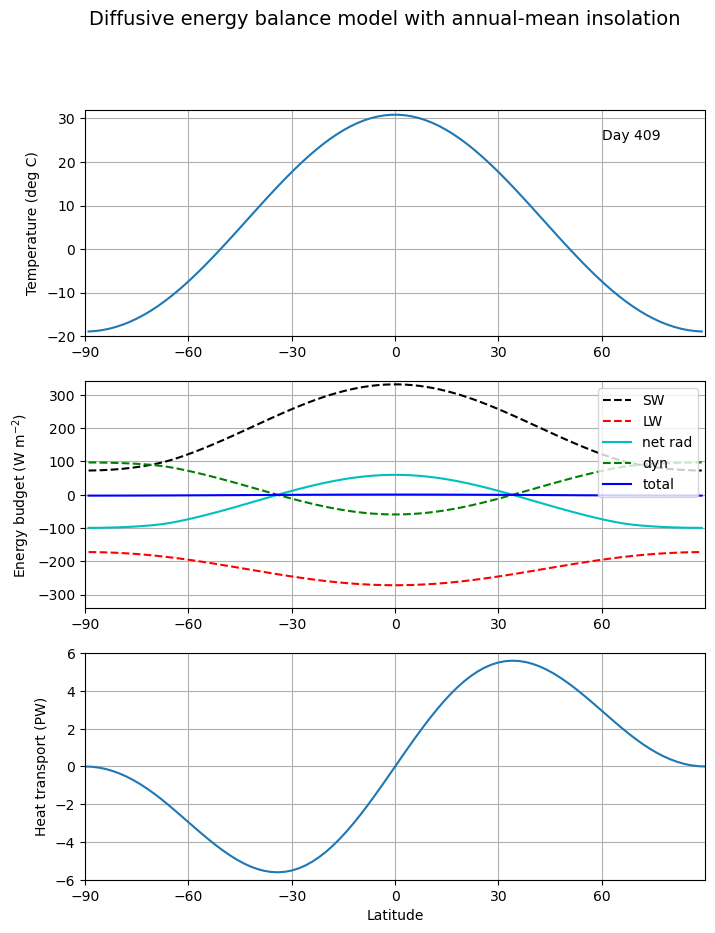 Diffusive energy balance model with annual-mean insolation
30
20
10
0
−10
−20
Temperature (deg C)
Day 409
−90 −60 −30 0 30 60
300
200
100
0
−100
−200
−300
Energy budget (W m⁻²)
SW
LW
net rad
dyn
total
−90 −60 −30 0 30 60
6
4
2
0
−2
−4
−6
Heat transport (PW)
−90 −60 −30 0 30 60
Latitude